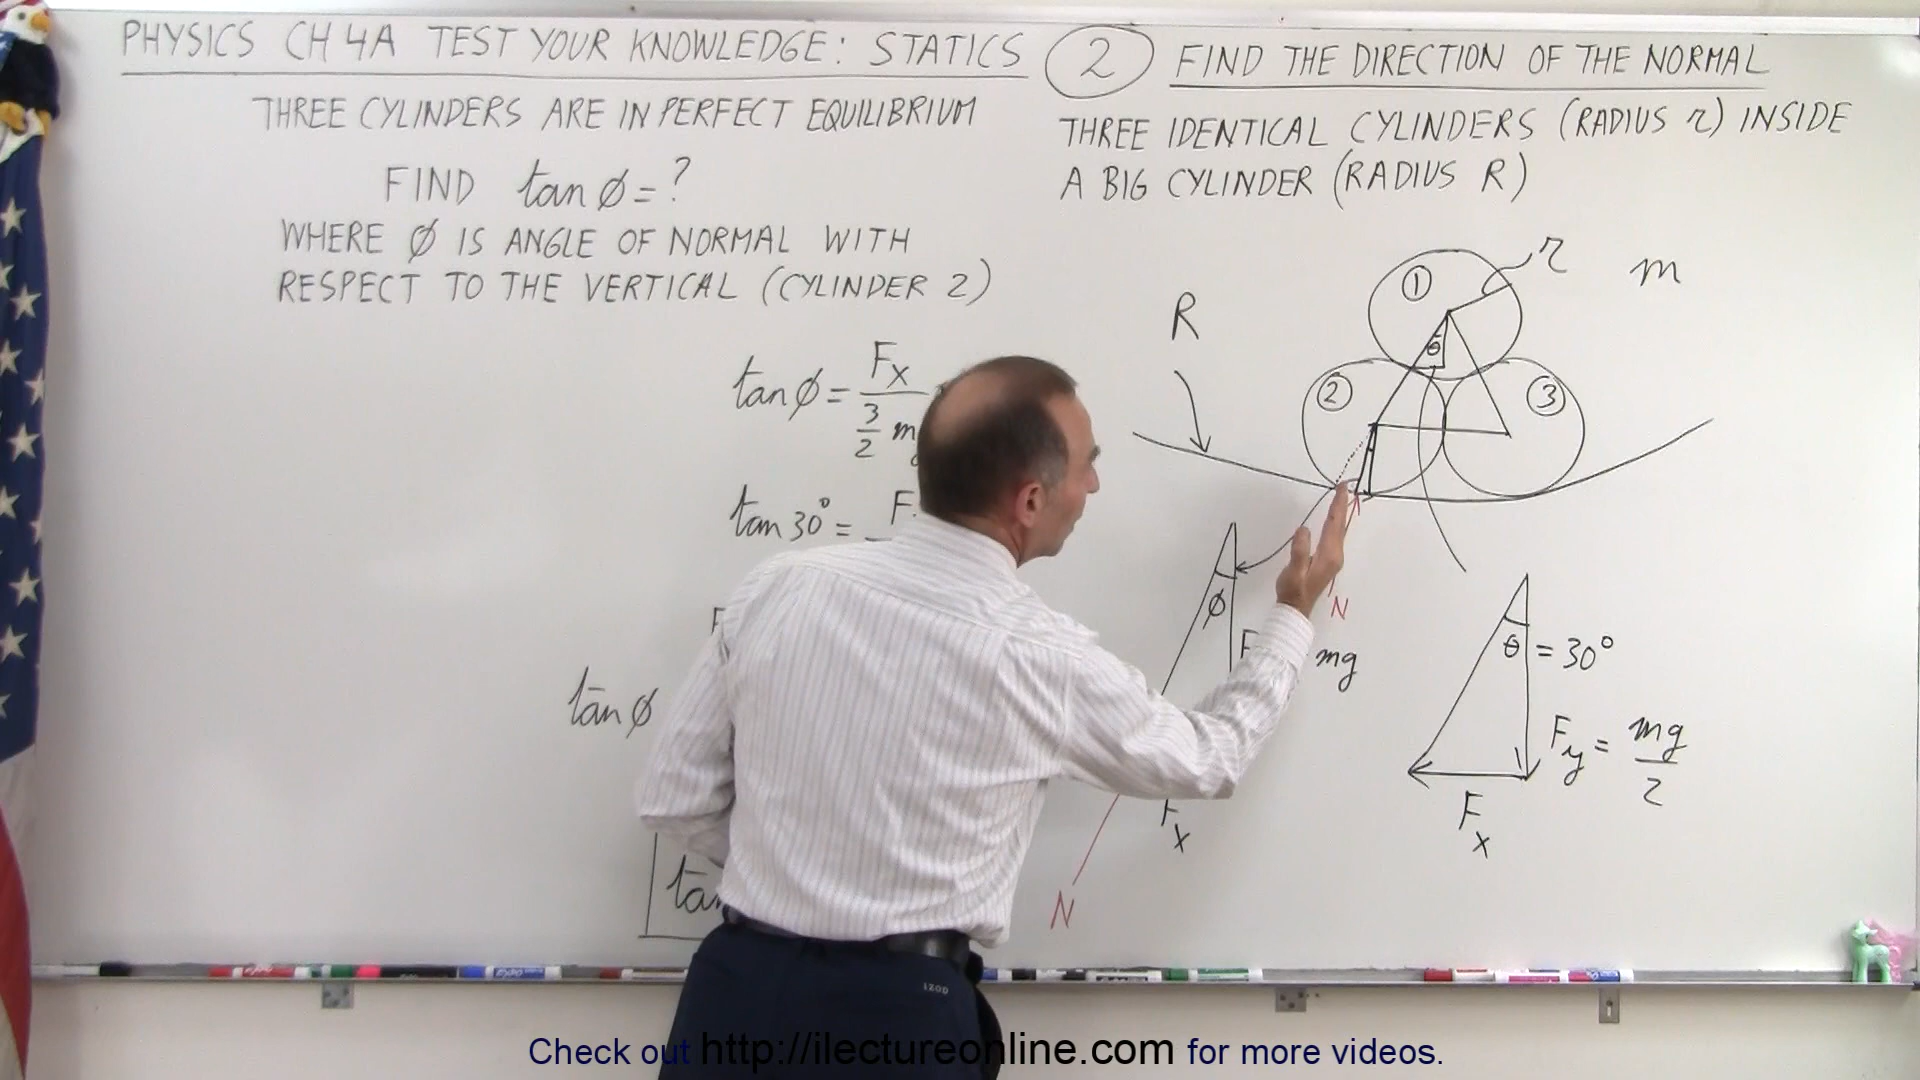 PHYSICS CH 4A TEST YOUR KNOWLEDGE: STATICS
THREE CYLINDERS ARE IN PERFECT EQUILIBRIUM
FIND tan Ø = ?
WHERE Ø IS ANGLE OF NORMAL WITH
RESPECT TO THE VERTICAL (CYLINDER 2)
tan Ø = Fx
3/2 m
tan 30° = F
tan Ø
tan
2 FIND THE DIRECTION OF THE NORMAL
THREE IDENTICAL CYLINDERS (RADIUS r) INSIDE
A BIG CYLINDER (RADIUS R)
r m
1
R
θ
2 3
N
Ø
F mg
Fx
N
θ = 30°
Fy = mg/2
Fx
IZOD
Check out http://ilectureonline.com for more videos.